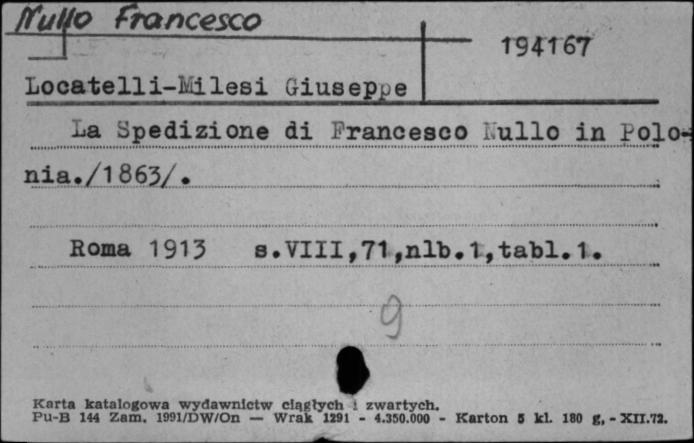 Nullo Francesco
194167
Locatelli-Milesi Giuseppe
La Spedizione di Francesco Nullo in Polo-
nia./1863/.
Roma 1913 s.VIII,71,nlb.1,tabl.1.
9
Karta katalogowa wydawnictw ciągłych i zwartych.
Pu-B 144 Zam. 1991/DW/On — Wrak 1291 - 4.350.000 - Karton 5 kl. 180 g. - XII.72.